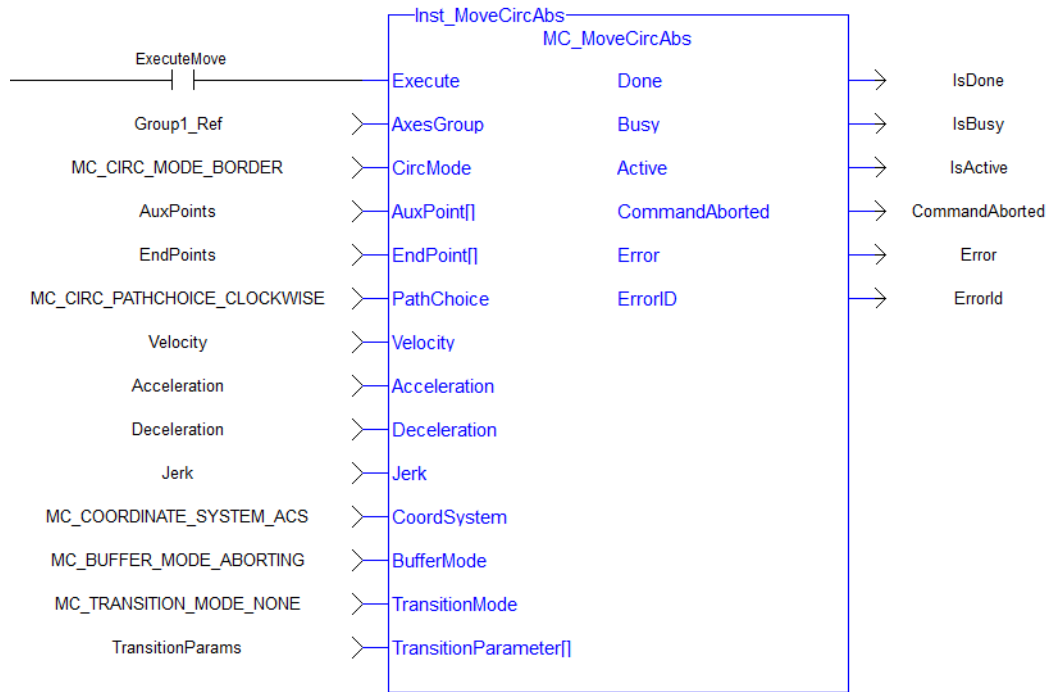 Inst_MoveCircAbs
MC_MoveCircAbs
ExecuteMove
Execute Done IsDone
Group1_Ref AxesGroup Busy IsBusy
MC_CIRC_MODE_BORDER CircMode Active IsActive
AuxPoints AuxPoint[] CommandAborted CommandAborted
EndPoints EndPoint[] Error Error
MC_CIRC_PATHCHOICE_CLOCKWISE PathChoice ErrorID ErrorId
Velocity Velocity
Acceleration Acceleration
Deceleration Deceleration
Jerk Jerk
MC_COORDINATE_SYSTEM_ACS CoordSystem
MC_BUFFER_MODE_ABORTING BufferMode
MC_TRANSITION_MODE_NONE TransitionMode
TransitionParams TransitionParameter[]